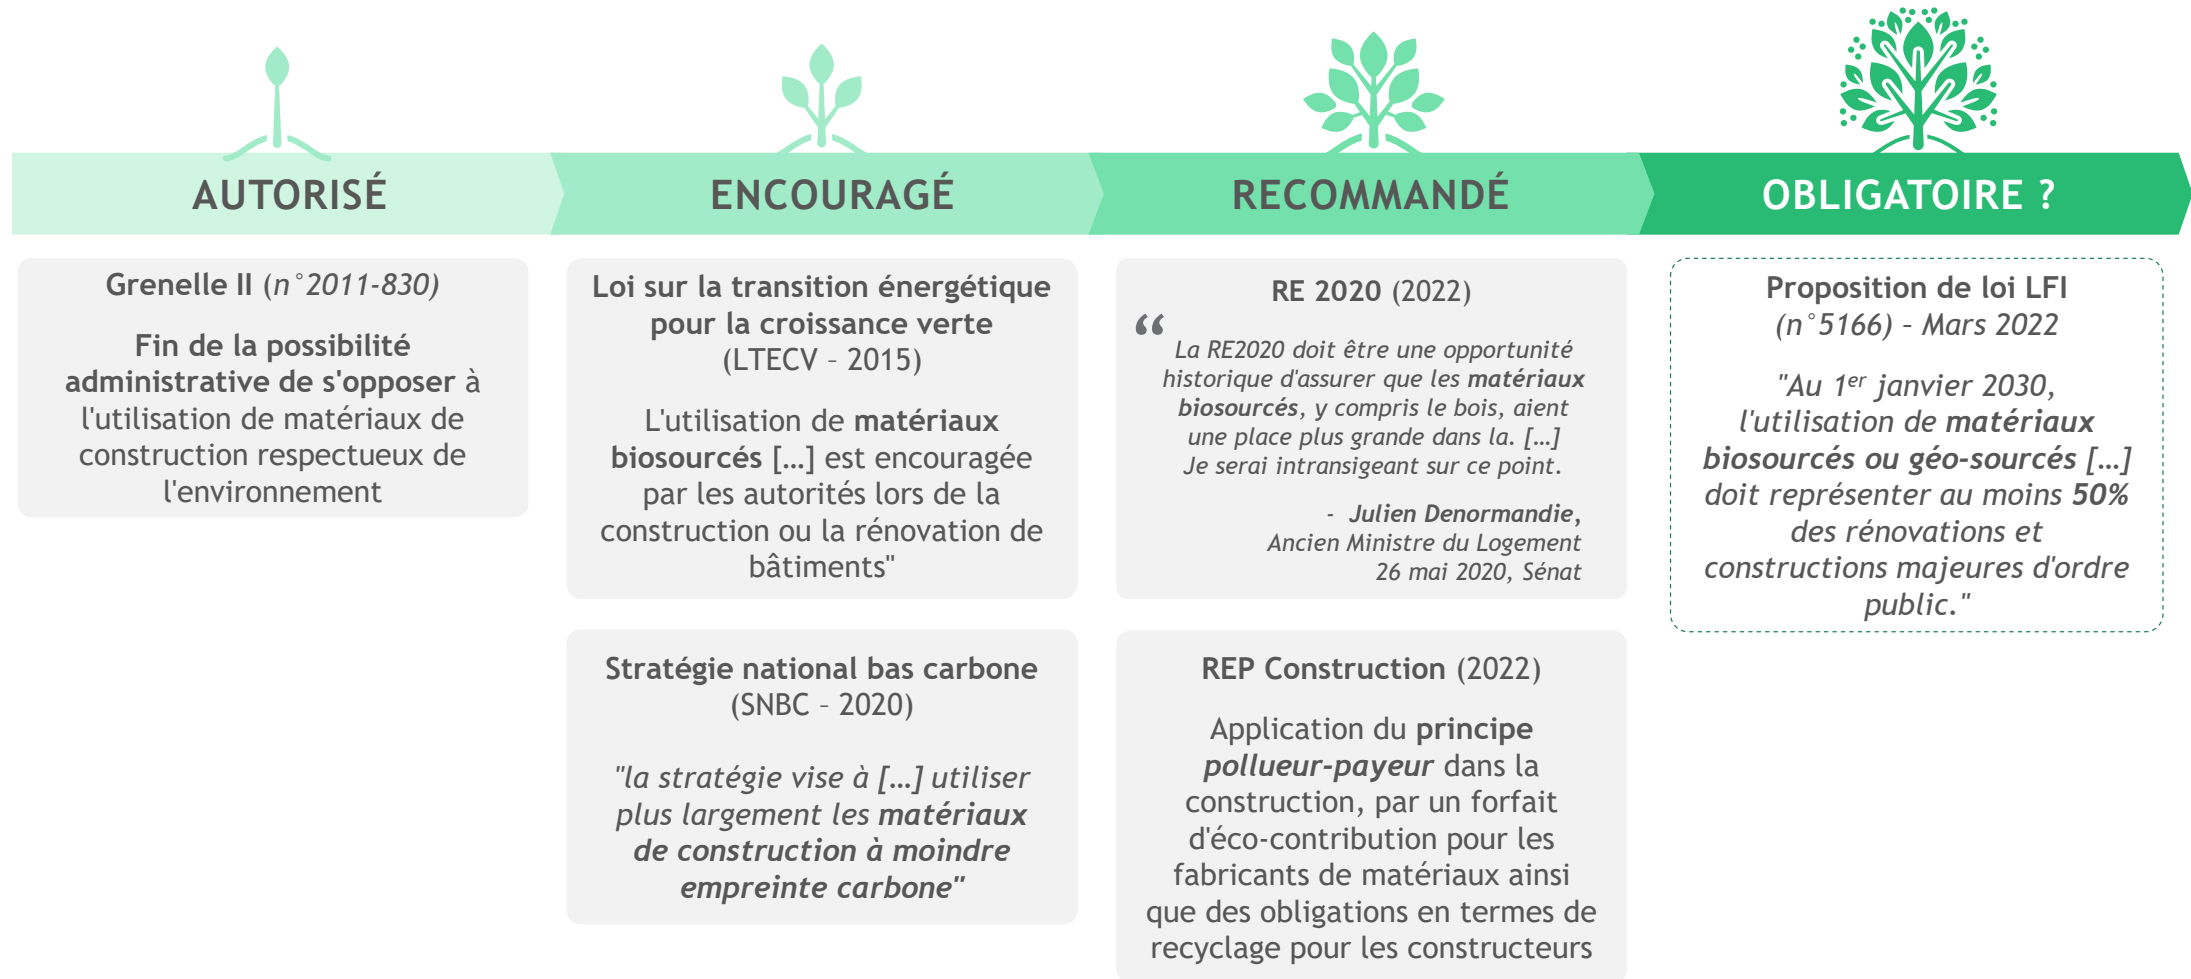 AUTORISÉ
Grenelle II (n°2011-830)
Fin de la possibilité
administrative de s'opposer à
l'utilisation de matériaux de
construction respectueux de
l'environnement
ENCOURAGÉ
Loi sur la transition énergétique
pour la croissance verte
(LTECV – 2015)
L'utilisation de matériaux
biosourcés […] est encouragée
par les autorités lors de la
construction ou la rénovation de
bâtiments"
Stratégie national bas carbone
(SNBC – 2020)
"la stratégie vise à […] utiliser
plus largement les matériaux
de construction à moindre
empreinte carbone"
RECOMMANDÉ
RE 2020 (2022)
“
La RE2020 doit être une opportunité
historique d'assurer que les matériaux
biosourcés, y compris le bois, aient
une place plus grande dans la. […]
Je serai intransigeant sur ce point.
- Julien Denormandie,
Ancien Ministre du Logement
26 mai 2020, Sénat
REP Construction (2022)
Application du principe
pollueur-payeur dans la
construction, par un forfait
d'éco-contribution pour les
fabricants de matériaux ainsi
que des obligations en termes de
recyclage pour les constructeurs
OBLIGATOIRE ?
Proposition de loi LFI
(n°5166) – Mars 2022
"Au 1er janvier 2030,
l'utilisation de matériaux
biosourcés ou géo-sourcés […]
doit représenter au moins 50%
des rénovations et
constructions majeures d'ordre
public."